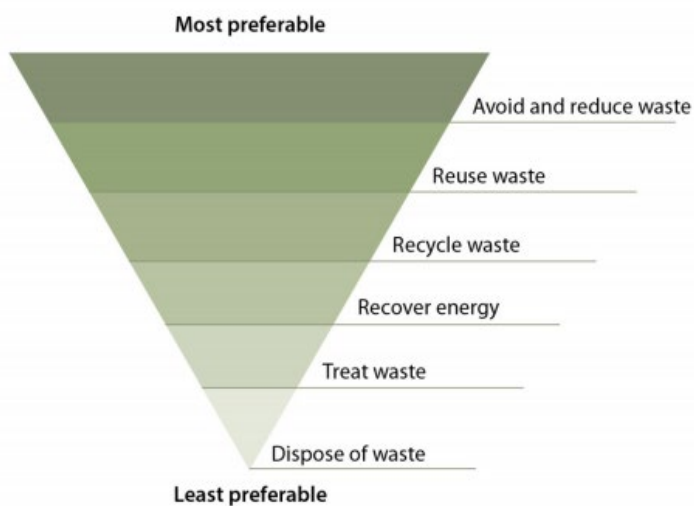 Most preferable
Avoid and reduce waste
Reuse waste
Recycle waste
Recover energy
Treat waste
Dispose of waste
Least preferable